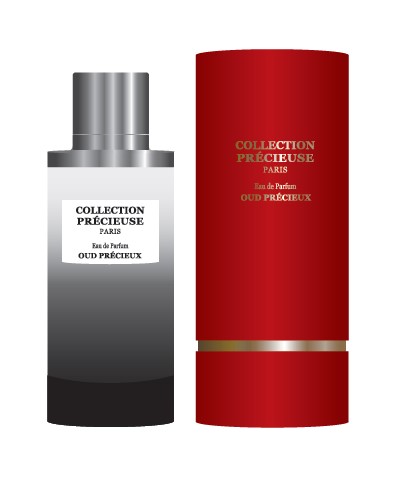 COLLECTION
PRÉCIEUSE
PARIS
Eau de Parfum
OUD PRÉCIEUX
COLLECTION
PRÉCIEUSE
PARIS
Eau de Parfum
OUD PRÉCIEUX